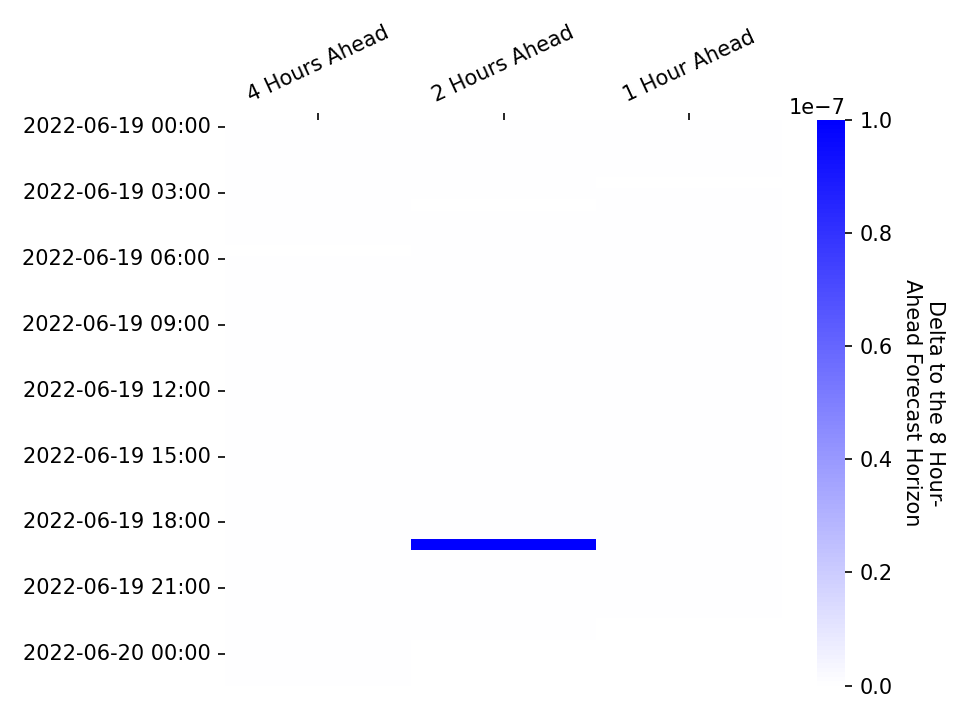 4 Hours Ahead
2 Hours Ahead
1 Hour Ahead
2022-06-19 00:00
2022-06-19 03:00
2022-06-19 06:00
2022-06-19 09:00
2022-06-19 12:00
2022-06-19 15:00
2022-06-19 18:00
2022-06-19 21:00
2022-06-20 00:00
1e−7
1.0
0.8
0.6
0.4
0.2
0.0
Delta to the 8 Hour-
Ahead Forecast Horizon